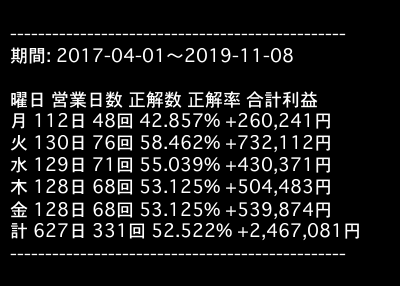 ------------------------------------------------
期間: 2017-04-01～2019-11-08
曜日 営業日数 正解数 正解率 合計利益
月 112日 48回 42.857% +260,241円
火 130日 76回 58.462% +732,112円
水 129日 71回 55.039% +430,371円
木 128日 68回 53.125% +504,483円
金 128日 68回 53.125% +539,874円
計 627日 331回 52.522% +2,467,081円
------------------------------------------------